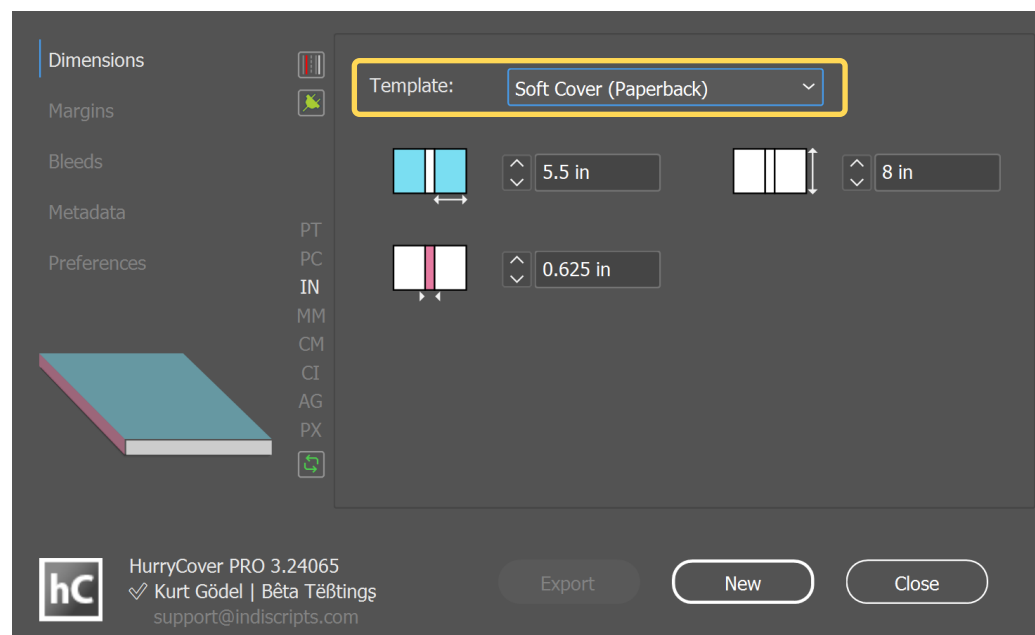 Dimensions
Margins
Bleeds
Metadata
Preferences
PT
PC
IN
MM
CM
CI
AG
PX
Template:
Soft Cover (Paperback)
5.5 in
8 in
0.625 in
hC
HurryCover PRO 3.24065
Kurt Gödel | Bêta Tëßtingş
support@indiscripts.com
Export
New
Close